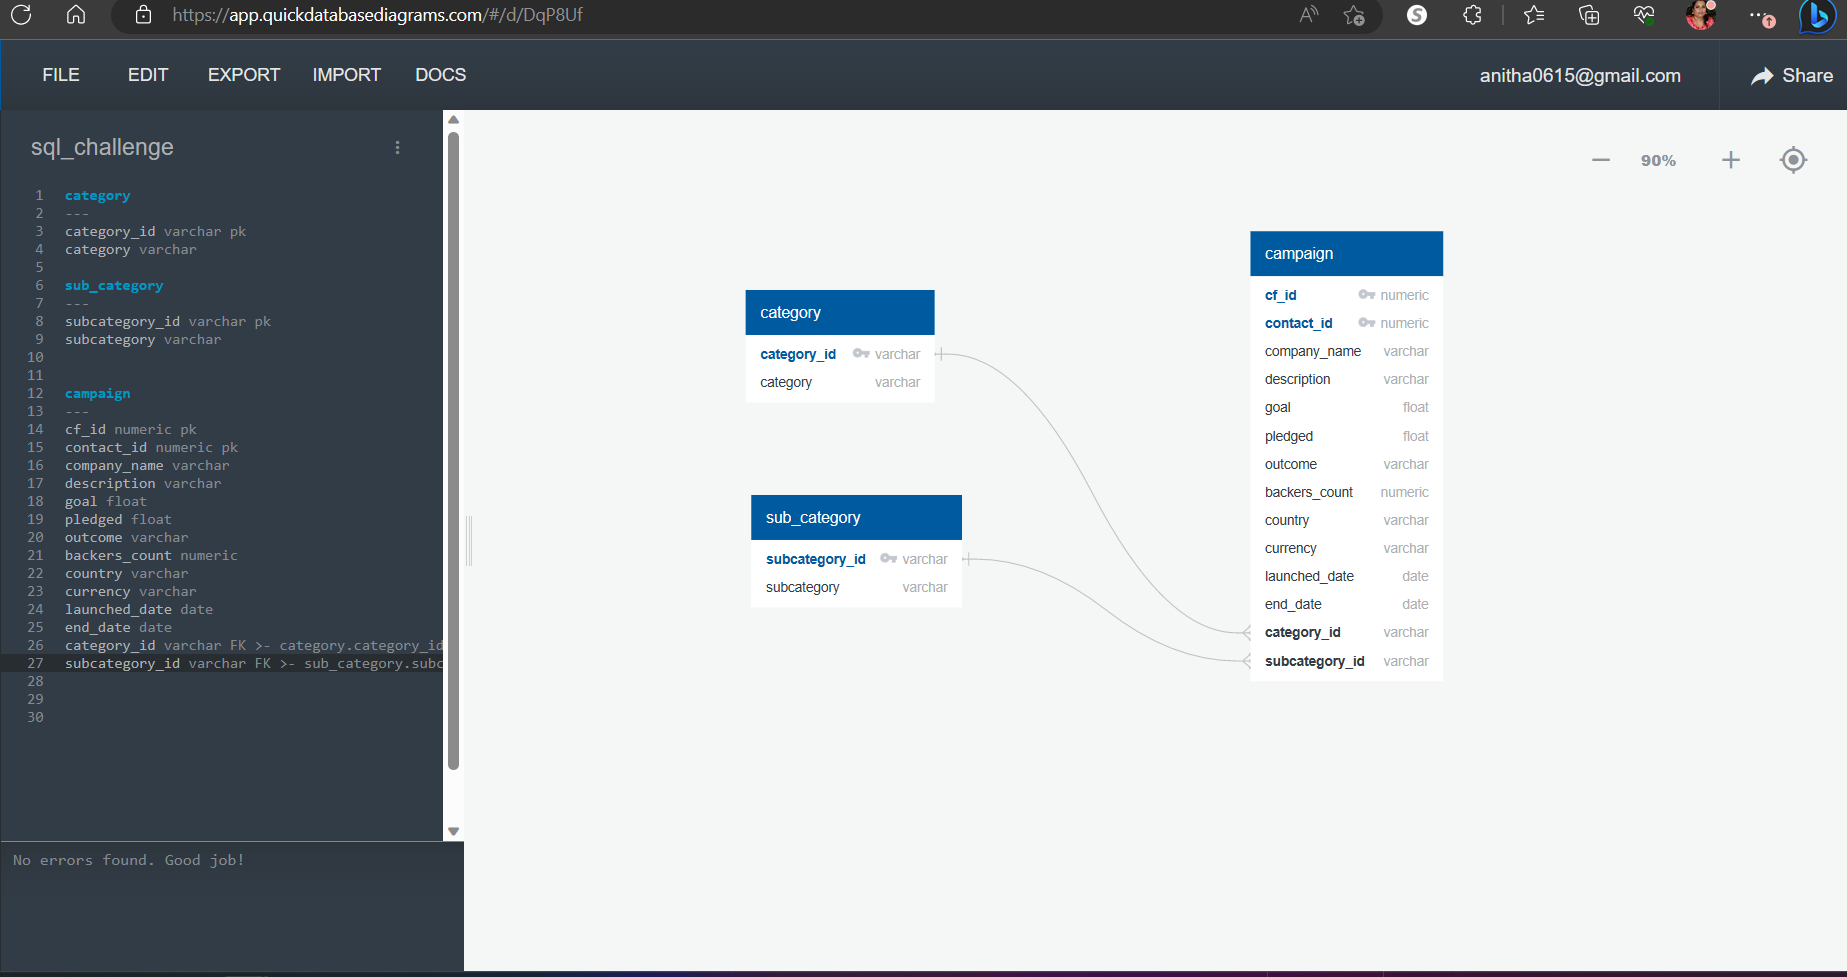 https://app.quickdatabasediagrams.com/#/d/DqP8Uf
FILE EDIT EXPORT IMPORT DOCS
anitha0615@gmail.com Share
sql_challenge
1 category
2 ---
3 category_id varchar pk
4 category varchar
5
6 sub_category
7 ---
8 subcategory_id varchar pk
9 subcategory varchar
10
11
12 campaign
13 ---
14 cf_id numeric pk
15 contact_id numeric pk
16 company_name varchar
17 description varchar
18 goal float
19 pledged float
20 outcome varchar
21 backers_count numeric
22 country varchar
23 currency varchar
24 launched_date date
25 end_date date
26 category_id varchar FK >- category.category_id
27 subcategory_id varchar FK >- sub_category.subc
28
29
30
No errors found. Good job!
90%
category
category_id varchar
category varchar
sub_category
subcategory_id varchar
subcategory varchar
campaign
cf_id numeric
contact_id numeric
company_name varchar
description varchar
goal float
pledged float
outcome varchar
backers_count numeric
country varchar
currency varchar
launched_date date
end_date date
category_id varchar
subcategory_id varchar